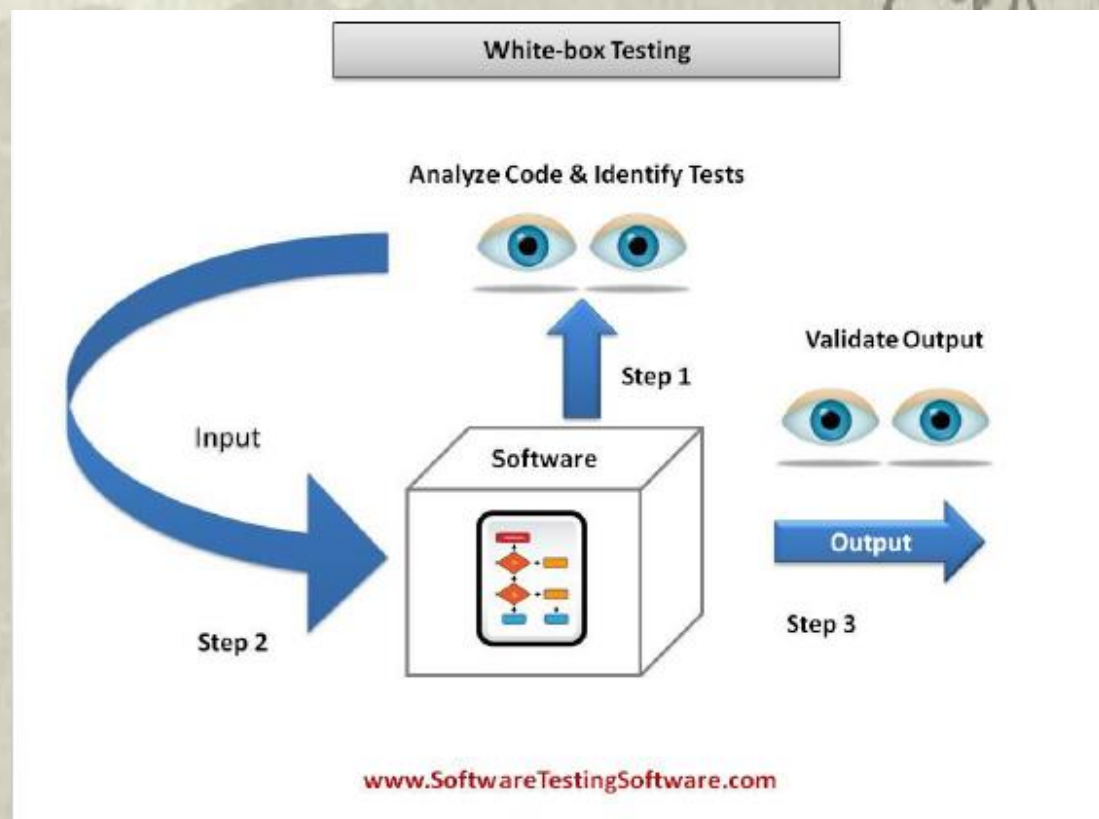 White-box Testing
Analyze Code & Identify Tests
Step 1
Validate Output
Input
Software
Output
Step 2
Step 3
www.SoftwareTestingSoftware.com